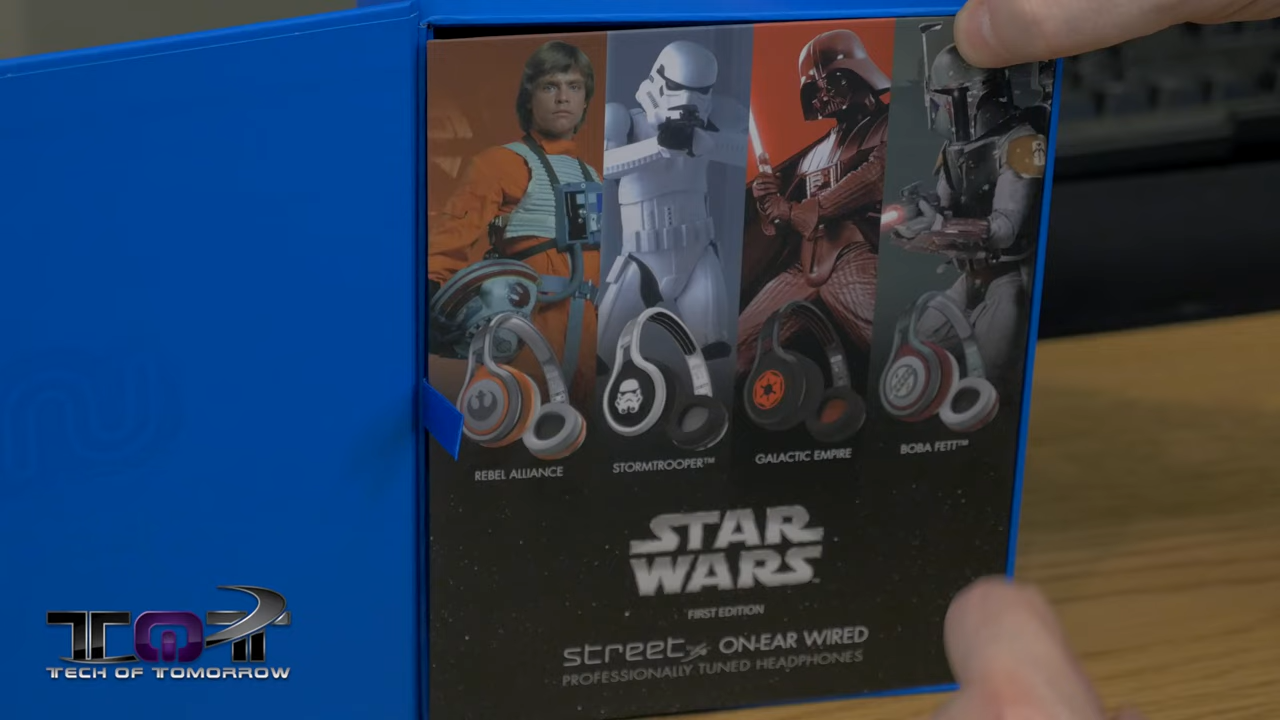 REBEL ALLIANCE
STORMTROOPER™
GALACTIC EMPIRE
BOBA FETT™
STAR
WARS
FIRST EDITION
street ON-EAR WIRED
PROFESSIONALLY TUNED HEADPHONES
TOT
TECH OF TOMORROW